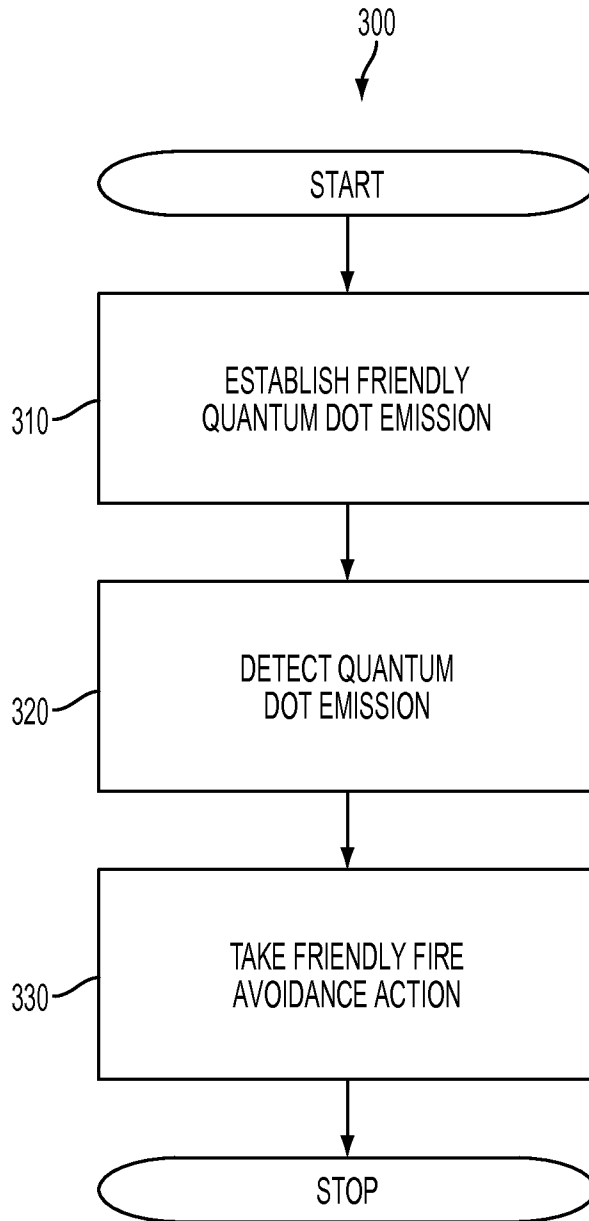 300
START
ESTABLISH FRIENDLY
QUANTUM DOT EMISSION
310
DETECT QUANTUM
DOT EMISSION
320
TAKE FRIENDLY FIRE
AVOIDANCE ACTION
330
STOP